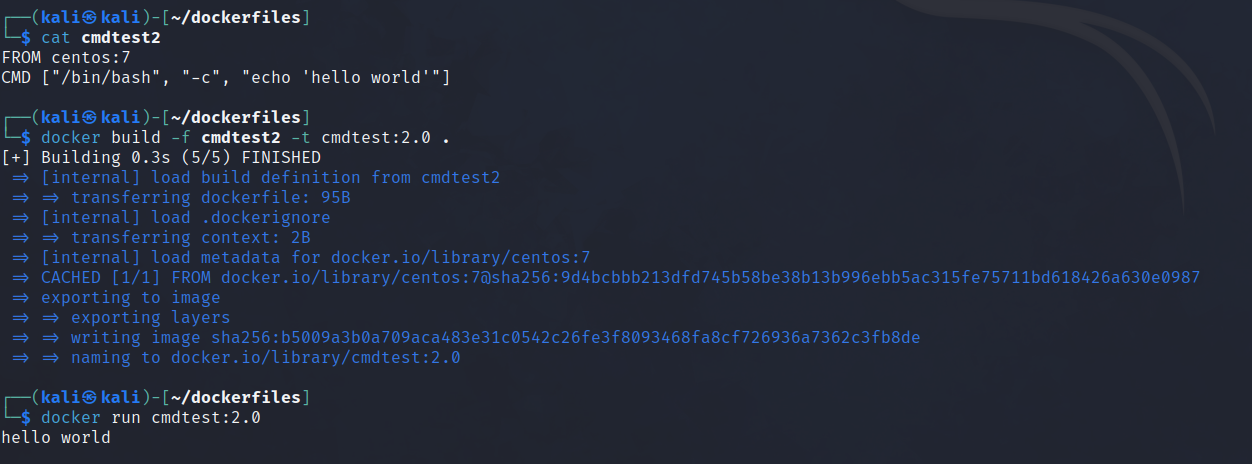 ┌──(kali㉿kali)-[~/dockerfiles]
└─$ cat cmdtest2
FROM centos:7
CMD ["/bin/bash", "-c", "echo 'hello world'"]
┌──(kali㉿kali)-[~/dockerfiles]
└─$ docker build -f cmdtest2 -t cmdtest:2.0 .
[+] Building 0.3s (5/5) FINISHED
=> [internal] load build definition from cmdtest2
=> => transferring dockerfile: 95B
=> [internal] load .dockerignore
=> => transferring context: 2B
=> [internal] load metadata for docker.io/library/centos:7
=> CACHED [1/1] FROM docker.io/library/centos:7@sha256:9d4bcbbb213dfd745b58be38b13b996ebb5ac315fe75711bd618426a630e0987
=> exporting to image
=> => exporting layers
=> => writing image sha256:b5009a3b0a709aca483e31c0542c26fe3f8093468fa8cf726936a7362c3fb8de
=> => naming to docker.io/library/cmdtest:2.0
┌──(kali㉿kali)-[~/dockerfiles]
└─$ docker run cmdtest:2.0
hello world